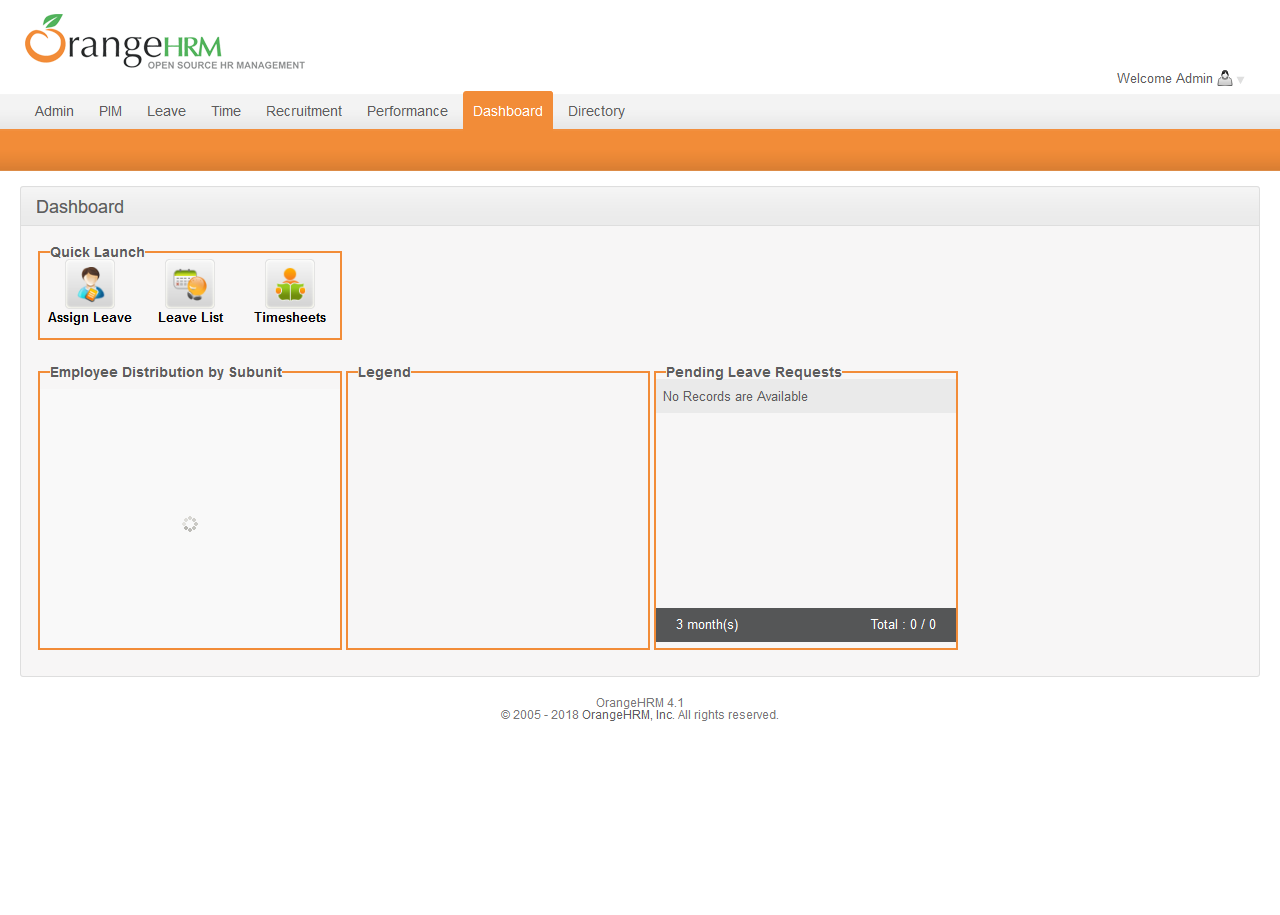 OrangeHRM
OPEN SOURCE HR MANAGEMENT
Welcome Admin
Admin PIM Leave Time Recruitment Performance Dashboard Directory
Dashboard
Quick Launch
Assign Leave Leave List Timesheets
Employee Distribution by Subunit Legend Pending Leave Requests
No Records are Available
3 month(s) Total : 0 / 0
OrangeHRM 4.1
© 2005 - 2018 OrangeHRM, Inc. All rights reserved.